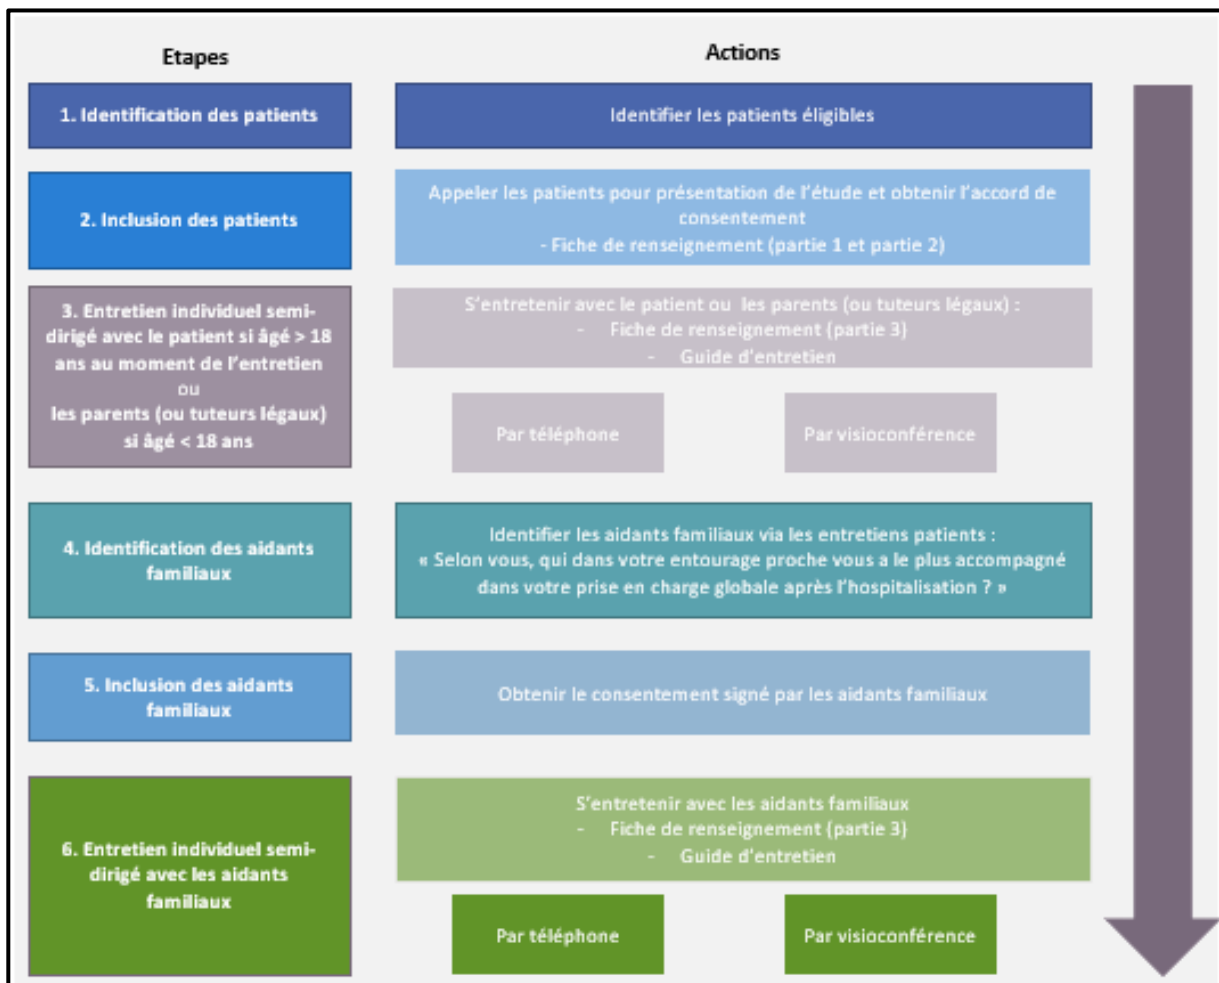 Etapes
Actions
1. Identification des patients
Identifier les patients éligibles
2. Inclusion des patients
Appeler les patients pour présentation de l'étude et obtenir l'accord de
consentement
- Fiche de renseignement (partie 1 et partie 2)
3. Entretien individuel semi-
dirigé avec le patient si âgé > 18
ans au moment de l'entretien
ou
les parents (ou tuteurs légaux)
si âgé < 18 ans
S'entretenir avec le patient ou les parents (ou tuteurs légaux) :
- Fiche de renseignement (partie 3)
- Guide d'entretien
Par téléphone
Par visioconférence
4. Identification des aidants
familiaux
Identifier les aidants familiaux via les entretiens patients :
« Selon vous, qui dans votre entourage proche vous a le plus accompagné
dans votre prise en charge globale après l'hospitalisation ? »
5. Inclusion des aidants
familiaux
Obtenir le consentement signé par les aidants familiaux
6. Entretien individuel semi-
dirigé avec les aidants
familiaux
S'entretenir avec les aidants familiaux
- Fiche de renseignement (partie 3)
- Guide d'entretien
Par téléphone
Par visioconférence